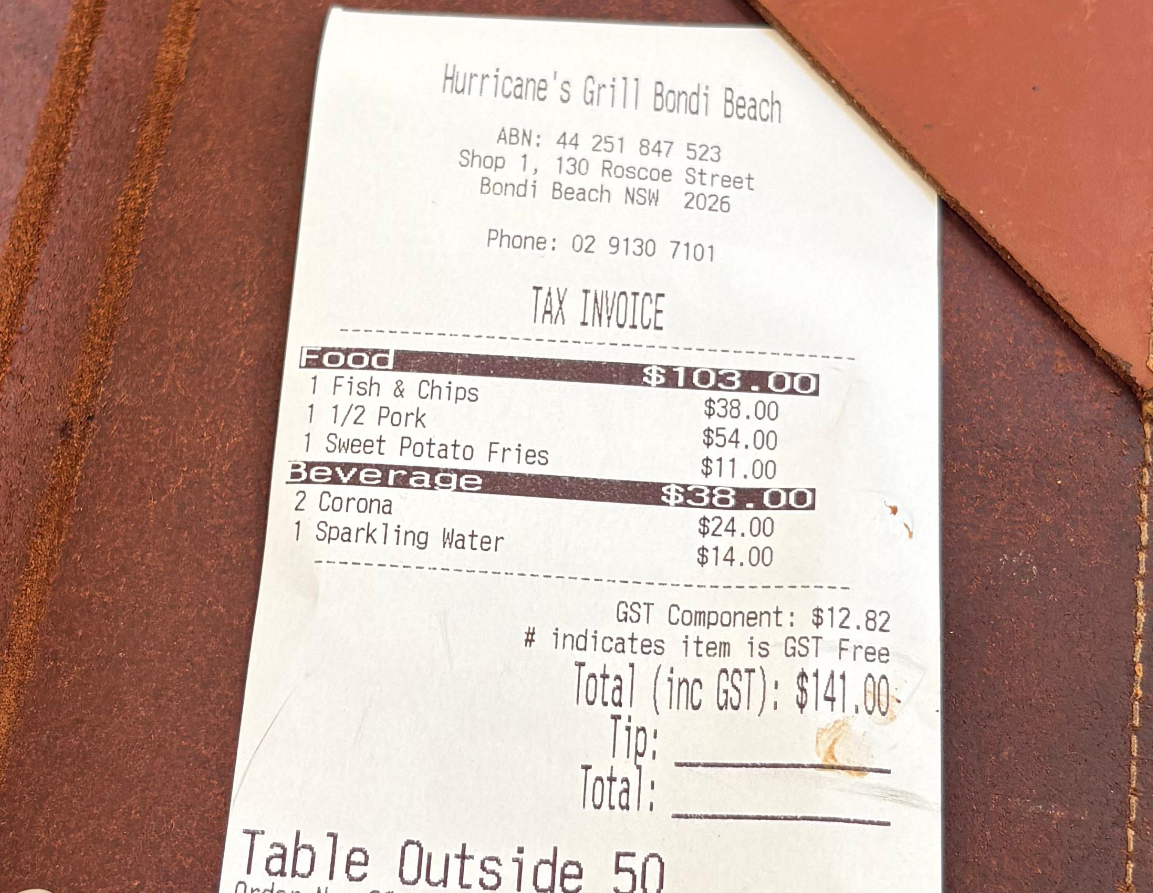 Hurricane's Grill Bondi Beach
ABN: 44 251 847 523
Shop 1, 130 Roscoe Street
Bondi Beach NSW 2026
Phone: 02 9130 7101
TAX INVOICE
Food $103.00
1 Fish & Chips $38.00
1 1/2 Pork $54.00
1 Sweet Potato Fries $11.00
Beverage $38.00
2 Corona $24.00
1 Sparkling Water $14.00
GST Component: $12.82
# indicates item is GST Free
Total (inc GST): $141.00
Tip:
Total:
Table Outside 50
Order